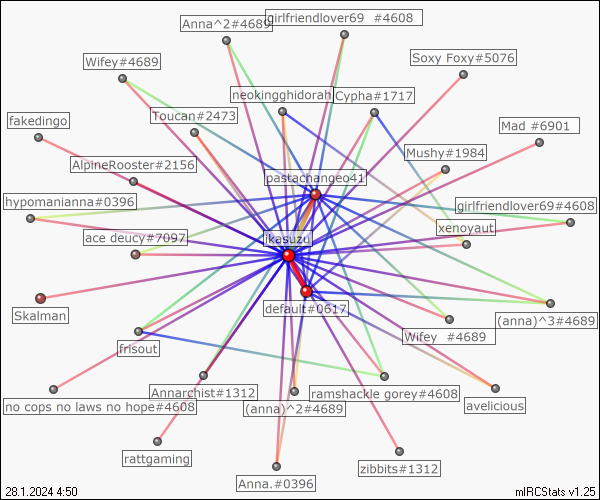 Anna^2#4689
girlfriendlover69 #4608
Soxy Foxy#5076
Wifey#4689
neokingghidorah
Cypha#1717
Toucan#2473
fakedingo
Mad #6901
Mushy#1984
AlpineRooster#2156
pastachangeo41
hypomanianna#0396
girlfriendlover69#4608
xenoyaut
ace deucy#7097
ikasuzu
Skalman
default#0617
(anna)^3#4689
Wifey #4689
frisout
Annarchist#1312
ramshackle gorey#4608
no cops no laws no hope#4608
(anna)^2#4689
avelicious
rattgaming
zibbits#1312
Anna.#0396
28.1.2024 4:50
mIRCStats v1.25